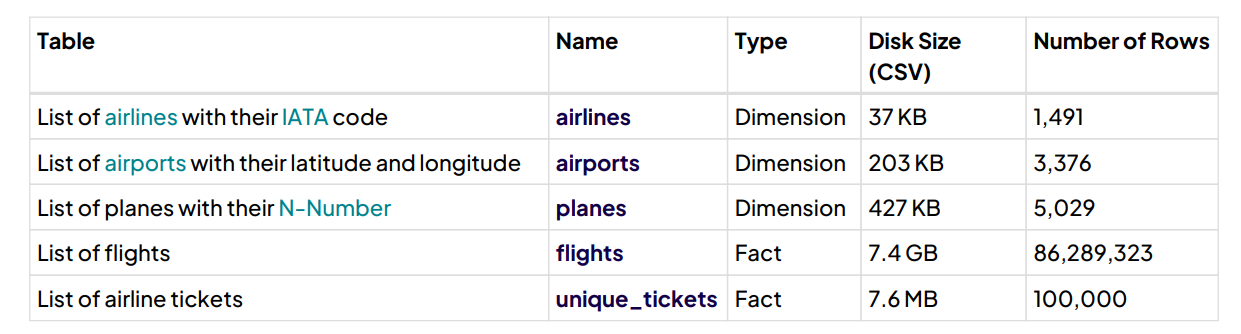 Table Name Type Disk Size (CSV) Number of Rows
List of airlines with their IATA code airlines Dimension 37 KB 1,491
List of airports with their latitude and longitude airports Dimension 203 KB 3,376
List of planes with their N-Number planes Dimension 427 KB 5,029
List of flights flights Fact 7.4 GB 86,289,323
List of airline tickets unique_tickets Fact 7.6 MB 100,000